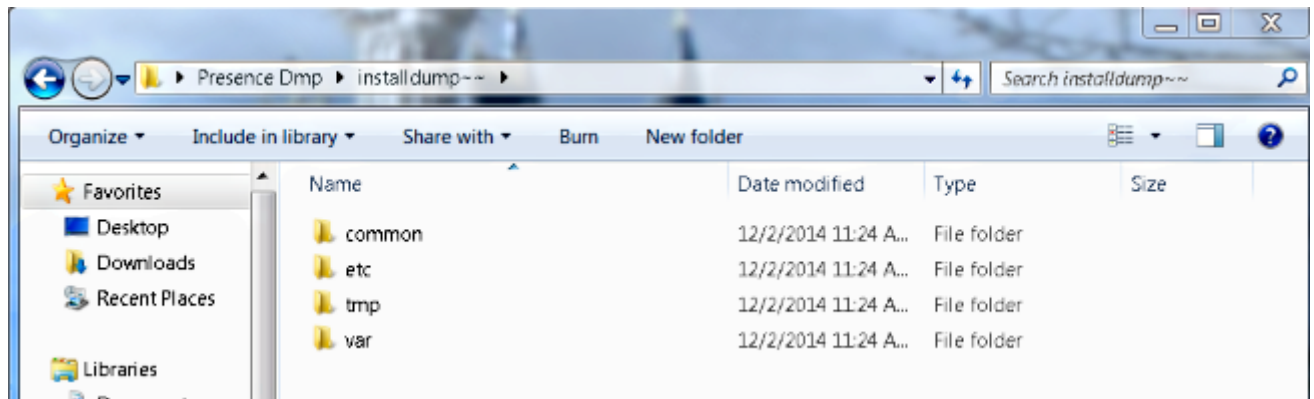 Presence Dmp installdump~~ Search installdump~~
Organize Include in library Share with Burn New folder
Favorites
Desktop
Downloads
Recent Places
Libraries
Name Date modified Type Size
common 12/2/2014 11:24 A... File folder
etc 12/2/2014 11:24 A... File folder
tmp 12/2/2014 11:24 A... File folder
var 12/2/2014 11:24 A... File folder